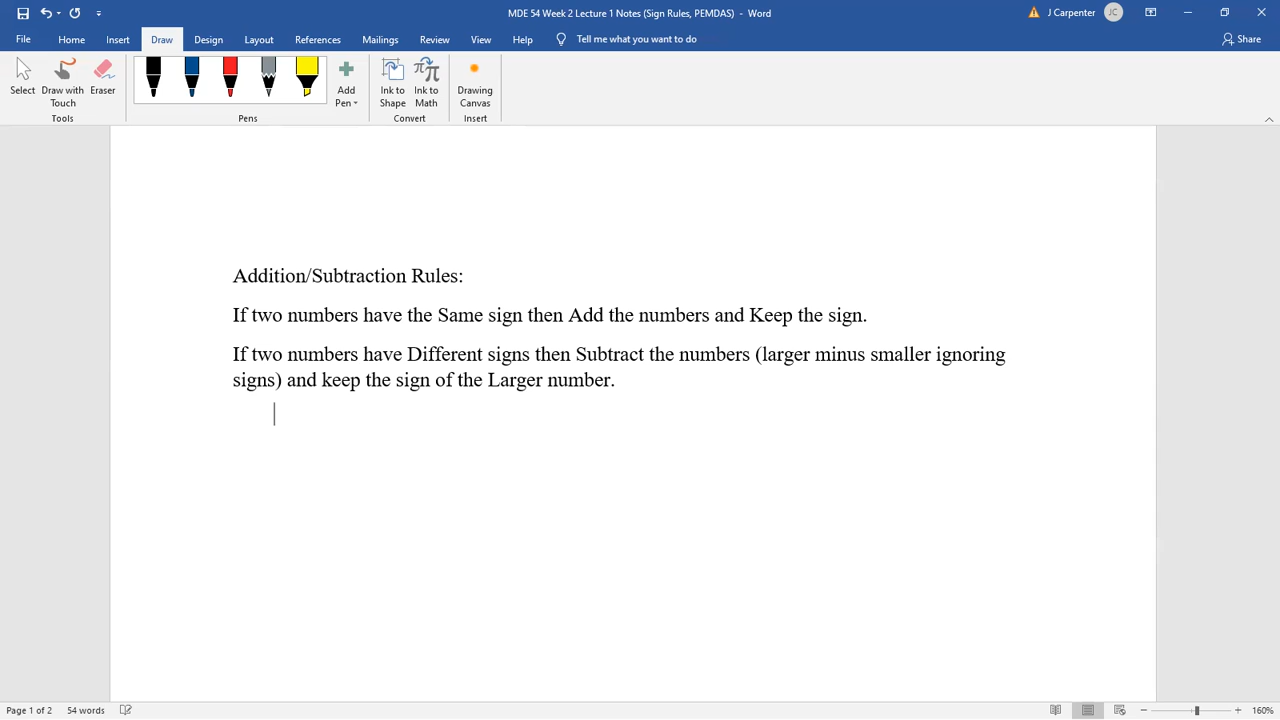 MDE 54 Week 2 Lecture 1 Notes (Sign Rules, PEMDAS) - Word
J Carpenter
JC
File
Home
Insert
Draw
Design
Layout
References
Mailings
Review
View
Help
Tell me what you want to do
Share
Select
Draw with Touch
Eraser
Add Pen
Ink to Shape
Ink to Math
Drawing Canvas
Tools
Pens
Convert
Insert
Addition/Subtraction Rules:
If two numbers have the Same sign then Add the numbers and Keep the sign.
If two numbers have Different signs then Subtract the numbers (larger minus smaller ignoring
signs) and keep the sign of the Larger number.
Page 1 of 2
54 words
160%